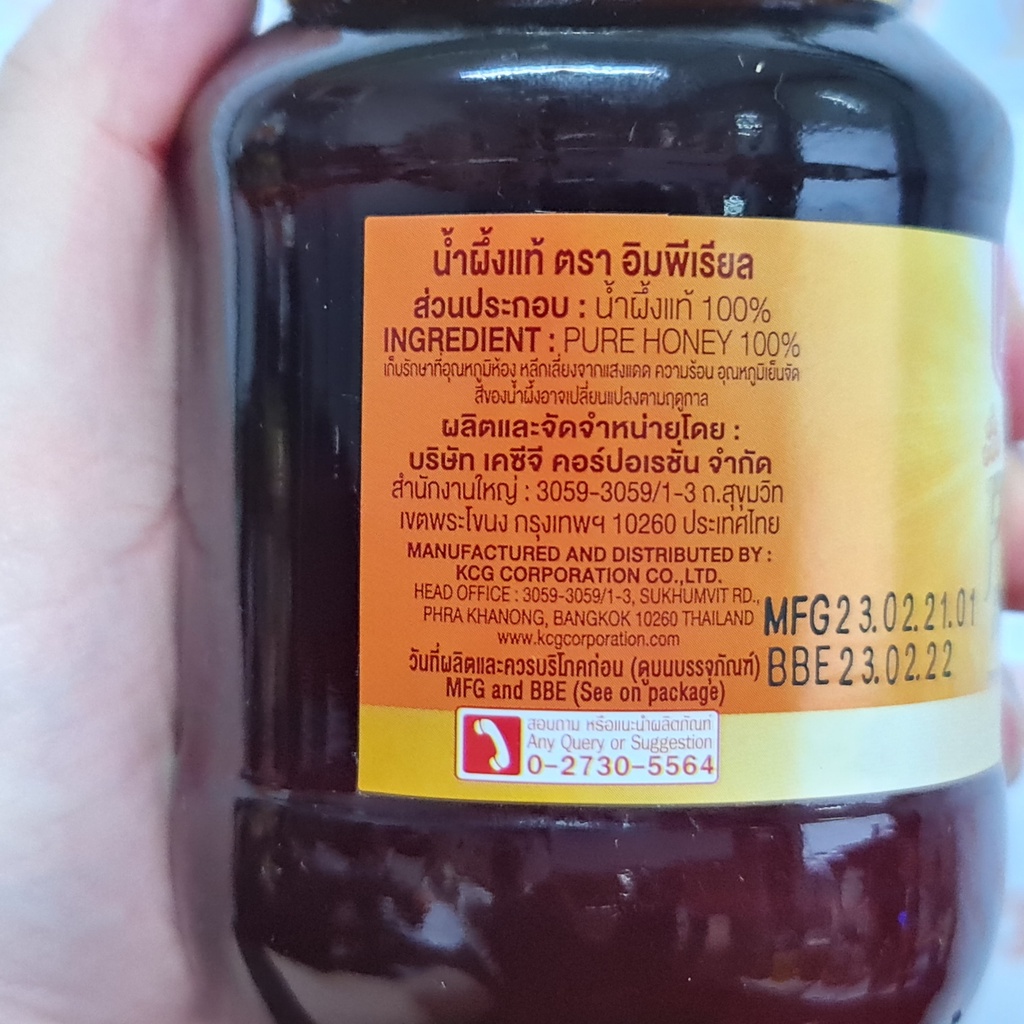 น้ำผึ้งแท้ ตรา อิมพีเรียล
ส่วนประกอบ : น้ำผึ้งแท้ 100%
INGREDIENT : PURE HONEY 100%
เก็บรักษาที่อุณหภูมิห้อง หลีกเลี่ยงจากแสงแดด ความร้อน อุณหภูมิเย็นจัด
สีของน้ำผึ้งอาจเปลี่ยนแปลงตามฤดูกาล
ผลิตและจัดจำหน่ายโดย :
บริษัท เคซีจี คอร์ปอเรชั่น จำกัด
สำนักงานใหญ่ : 3059-3059/1-3 ถ.สุขุมวิท
เขตพระโขนง กรุงเทพฯ 10260 ประเทศไทย
MANUFACTURED AND DISTRIBUTED BY :
KCG CORPORATION CO.,LTD.
HEAD OFFICE : 3059-3059/1-3, SUKHUMVIT RD.,
PHRA KHANONG, BANGKOK 10260 THAILAND
www.kcgcorporation.com
วันที่ผลิตและควรบริโภคก่อน (ดูบนบรรจุภัณฑ์)
MFG and BBE (See on package)
MFG23.02.21.01
BBE23.02.22
สอบถาม หรือแนะนำผลิตภัณฑ์
Any Query or Suggestion
0-2730-5564